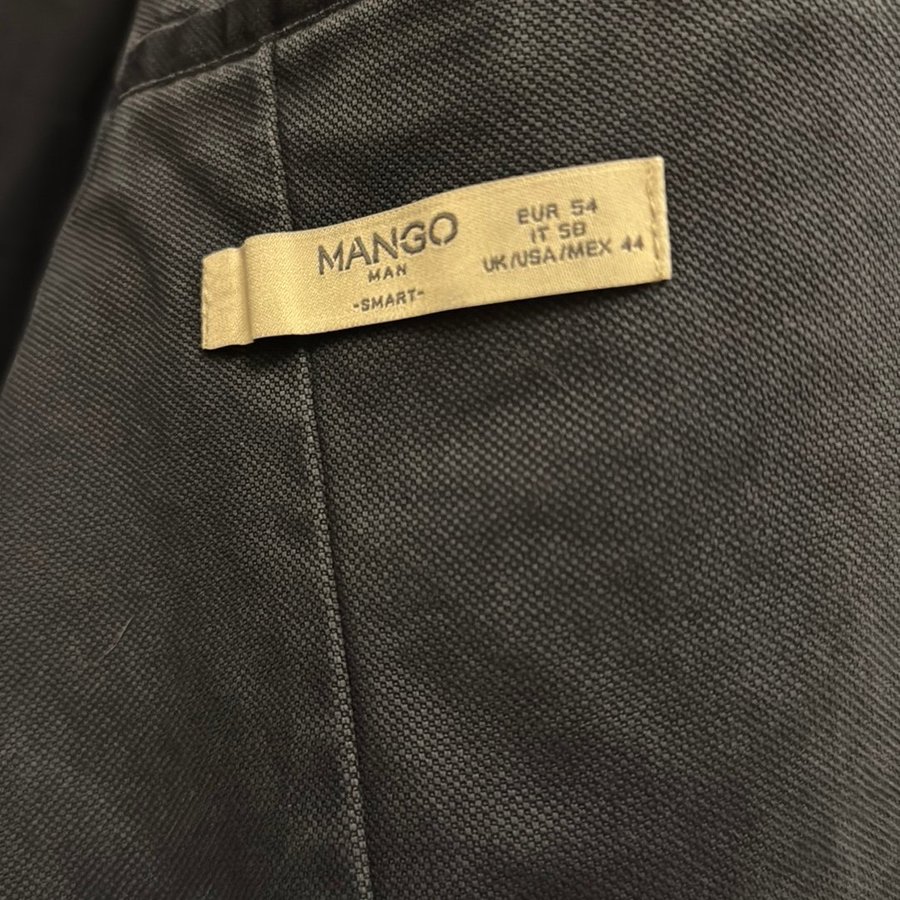 MANGO
MAN
-SMART-
EUR 54
IT 58
UK/USA/MEX 44